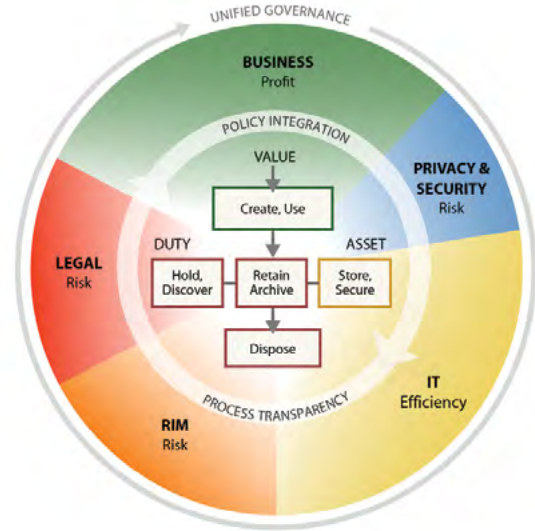 UNIFIED GOVERNANCE
BUSINESS
Profit
POLICY INTEGRATION
VALUE
Create, Use
PRIVACY &
SECURITY
Risk
DUTY
ASSET
LEGAL
Risk
Hold,
Discover
Retain
Archive
Store,
Secure
Dispose
IT
Efficiency
PROCESS TRANSPARENCY
RIM
Risk